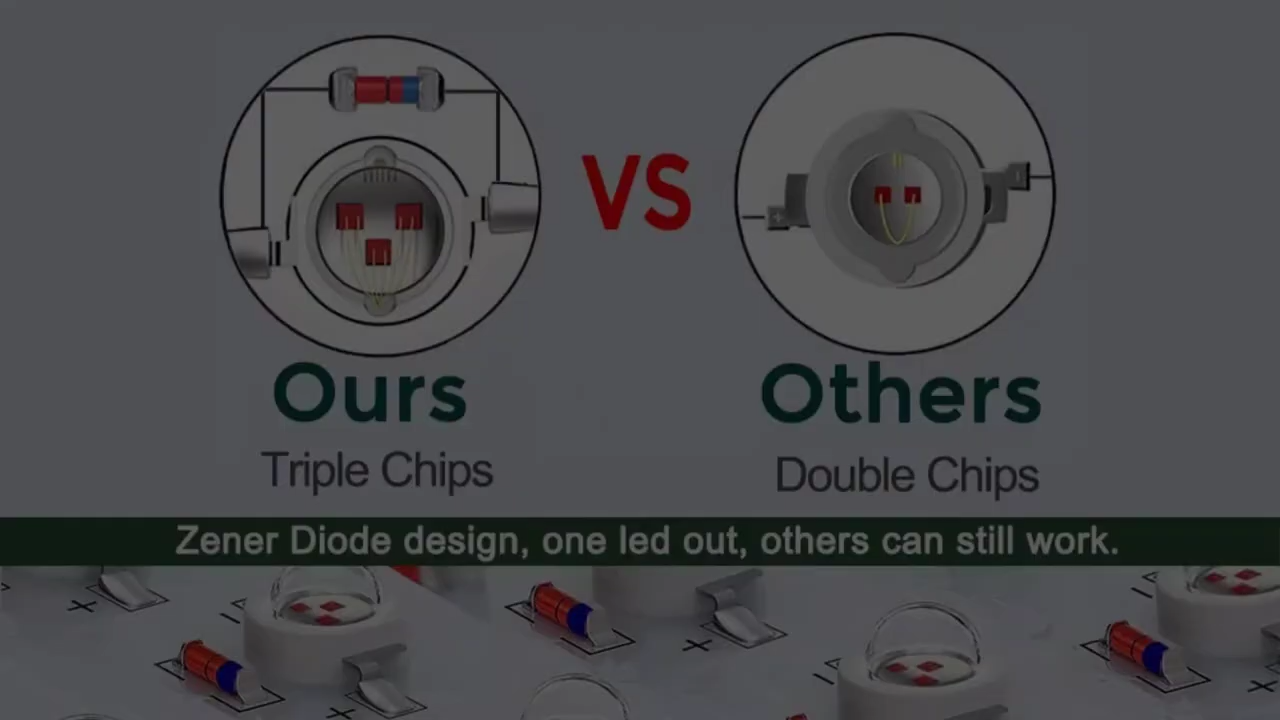 VS
Ours
Others
Triple Chips
Double Chips
Zener Diode design, one led out, others can still work.